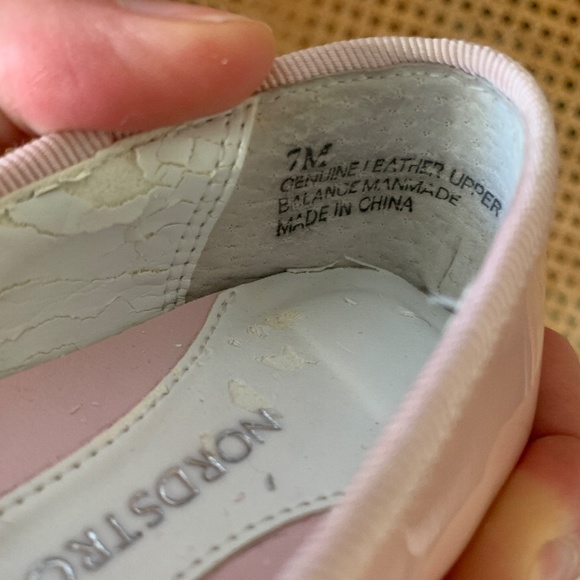 7M
GENUINE LEATHER UPPER
BALANCE MANMADE
MADE IN CHINA
NORDSTRO